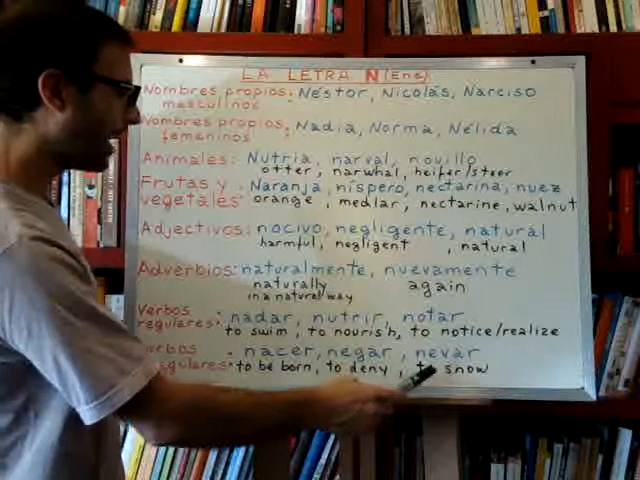 LA LETRA N (Ene)
Nombres propios masculinos: Néstor, Nicolás, Narciso
Nombres propios femeninos: Nadia, Norma, Nélida
Animales: Nutria, narval, novillo
otter, narwhal, heifer/steer
Frutas y vegetales: Naranja, níspero, nectarina, nuez
orange, medlar, nectarine, walnut
Adjectivos: nocivo, negligente, natural
harmful, negligent, natural
Adverbios: naturalmente, nuevamente
naturally again
in a natural way
Verbos regulares: nadar, nutrir, notar
to swim, to nourish, to notice/realize
nacer, negar, nevar
to be born, to deny, snow